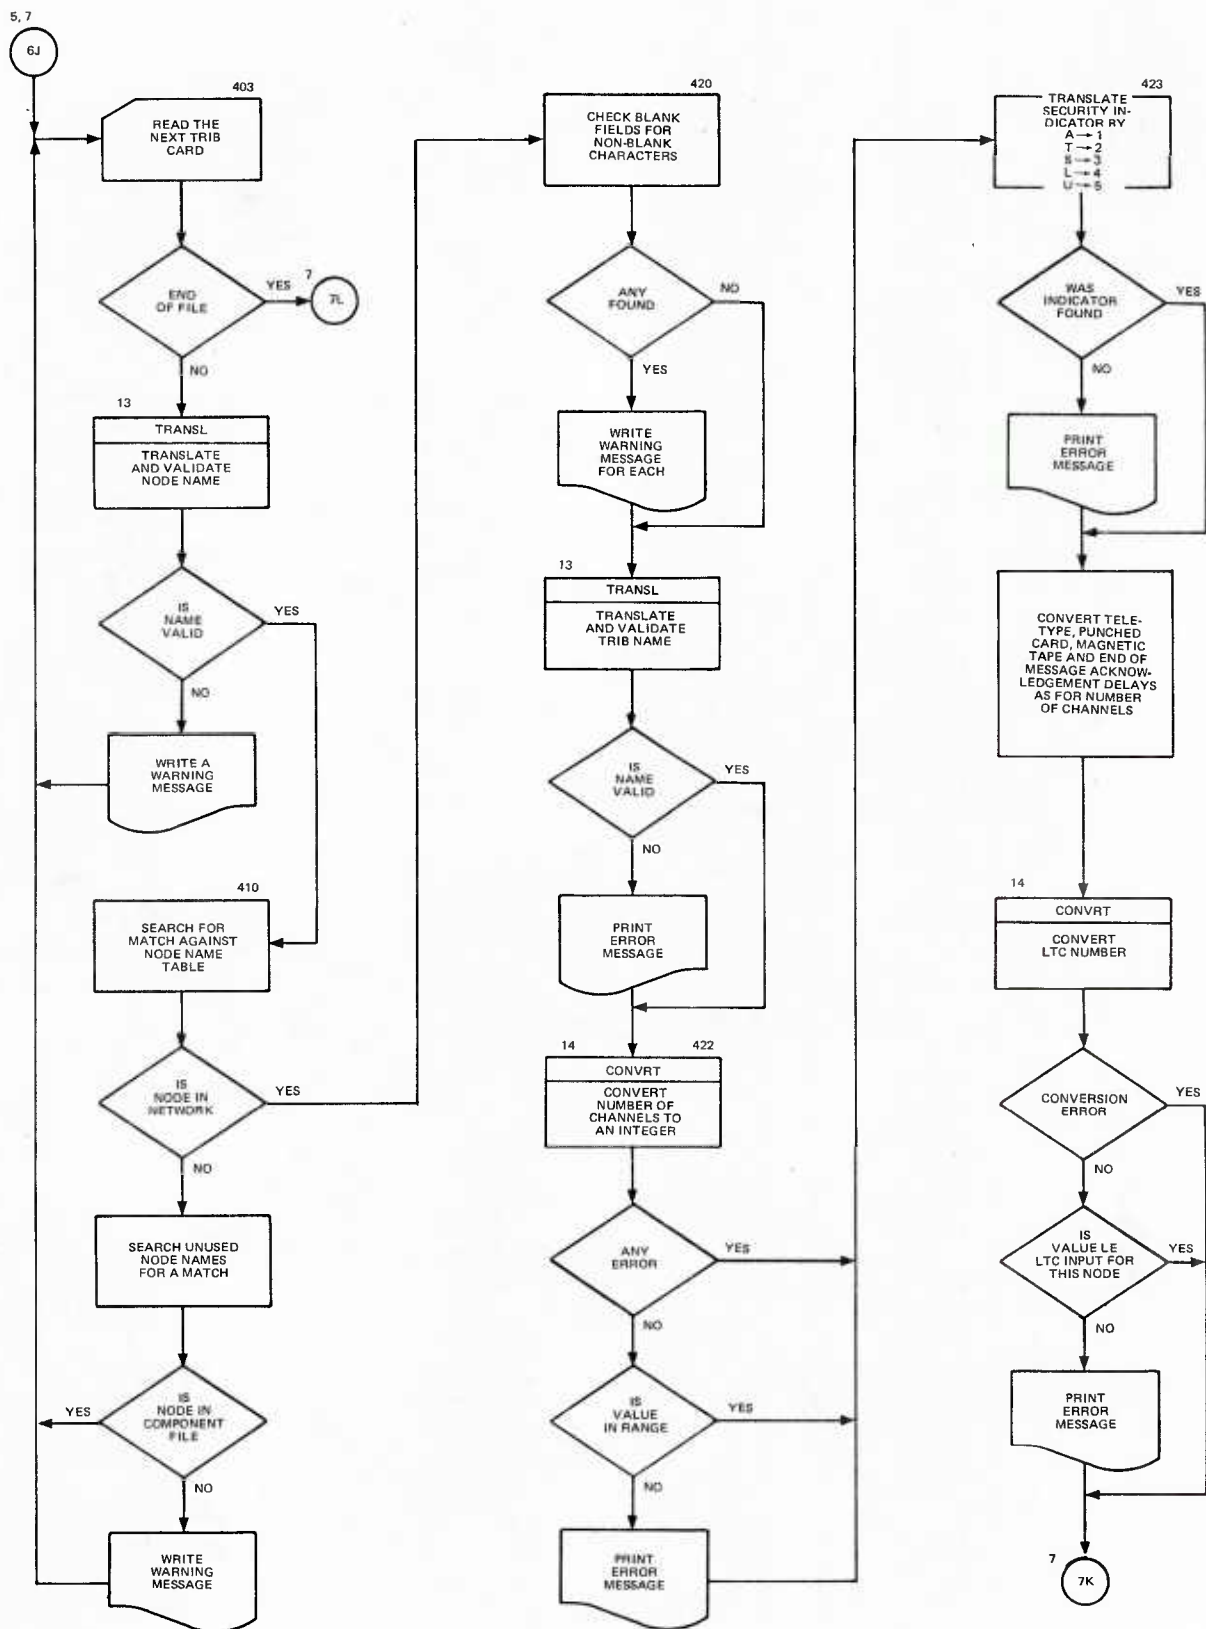 5, 7
6J
403
READ THE
NEXT TRIB
CARD
END
OF FILE
YES
7
7L
NO
13
TRANSL
TRANSLATE
AND VALIDATE
NODE NAME
IS
NAME
VALID
YES
NO
WRITE A
WARNING
MESSAGE
410
SEARCH FOR
MATCH AGAINST
NODE NAME
TABLE
IS
NODE IN
NETWORK
YES
NO
SEARCH UNUSED
NODE NAMES
FOR A MATCH
IS
NODE IN
COMPONENT
FILE
YES
NO
WRITE
WARNING
MESSAGE
420
CHECK BLANK
FIELDS FOR
NON-BLANK
CHARACTERS
ANY
FOUND
NO
YES
WRITE
WARNING
MESSAGE
FOR EACH
13
TRANSL
TRANSLATE
AND VALIDATE
TRIB NAME
IS
NAME
VALID
YES
NO
PRINT
ERROR
MESSAGE
14
422
CONVRT
CONVERT
NUMBER OF
CHANNELS TO
AN INTEGER
ANY
ERROR
YES
NO
IS
VALUE
IN RANGE
YES
NO
PRINT
ERROR
MESSAGE
423
TRANSLATE
SECURITY IN-
DICATOR BY
A → 1
T → 2
S → 3
L → 4
U → 5
WAS
INDICATOR
FOUND
YES
NO
PRINT
ERROR
MESSAGE
CONVERT TELE-
TYPE, PUNCHED
CARD, MAGNETIC
TAPE AND END OF
MESSAGE ACKNOW-
LEDGEMENT DELAYS
AS FOR NUMBER
OF CHANNELS
14
CONVRT
CONVERT
LTC NUMBER
CONVERSION
ERROR
YES
NO
IS
VALUE LE
LTC INPUT FOR
THIS NODE
YES
NO
PRINT
ERROR
MESSAGE
7
7K